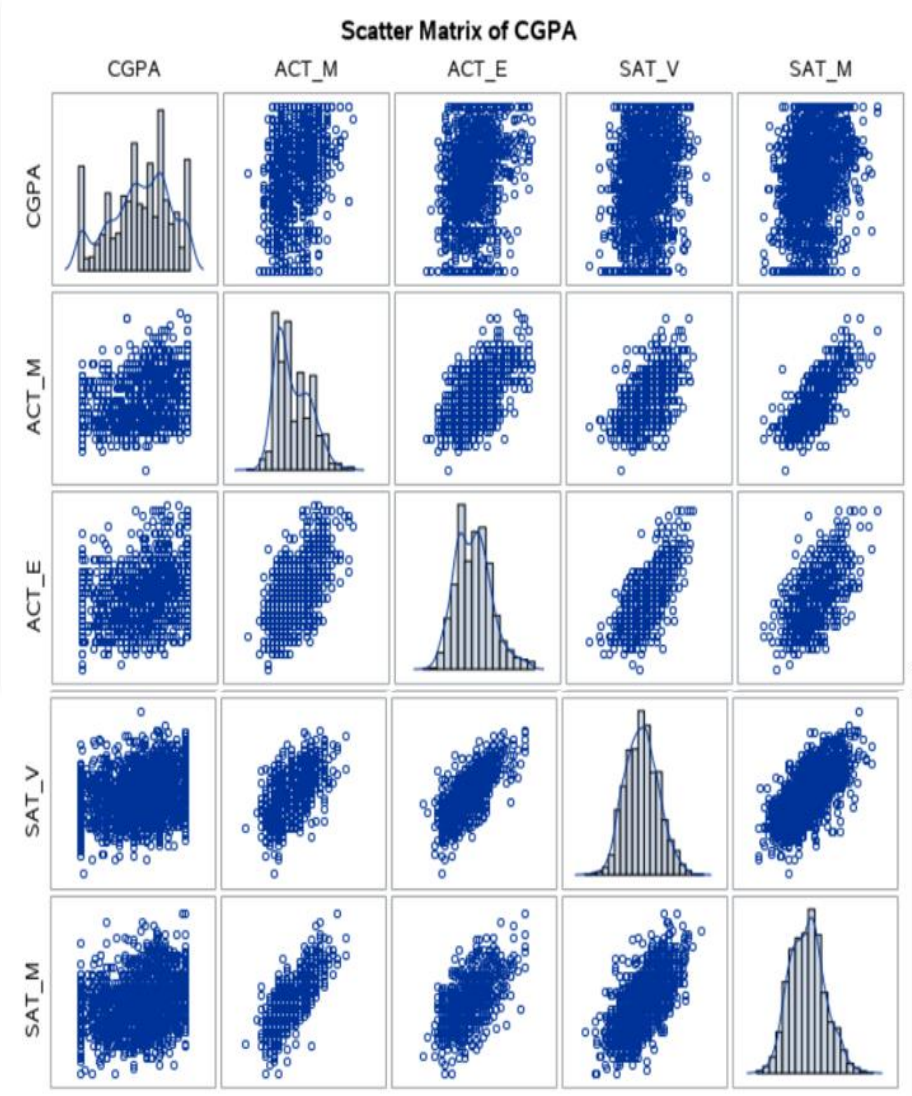 Scatter Matrix of CGPA
CGPA ACT_M ACT_E SAT_V SAT_M
CGPA
ACT_M
ACT_E
SAT_V
SAT_M